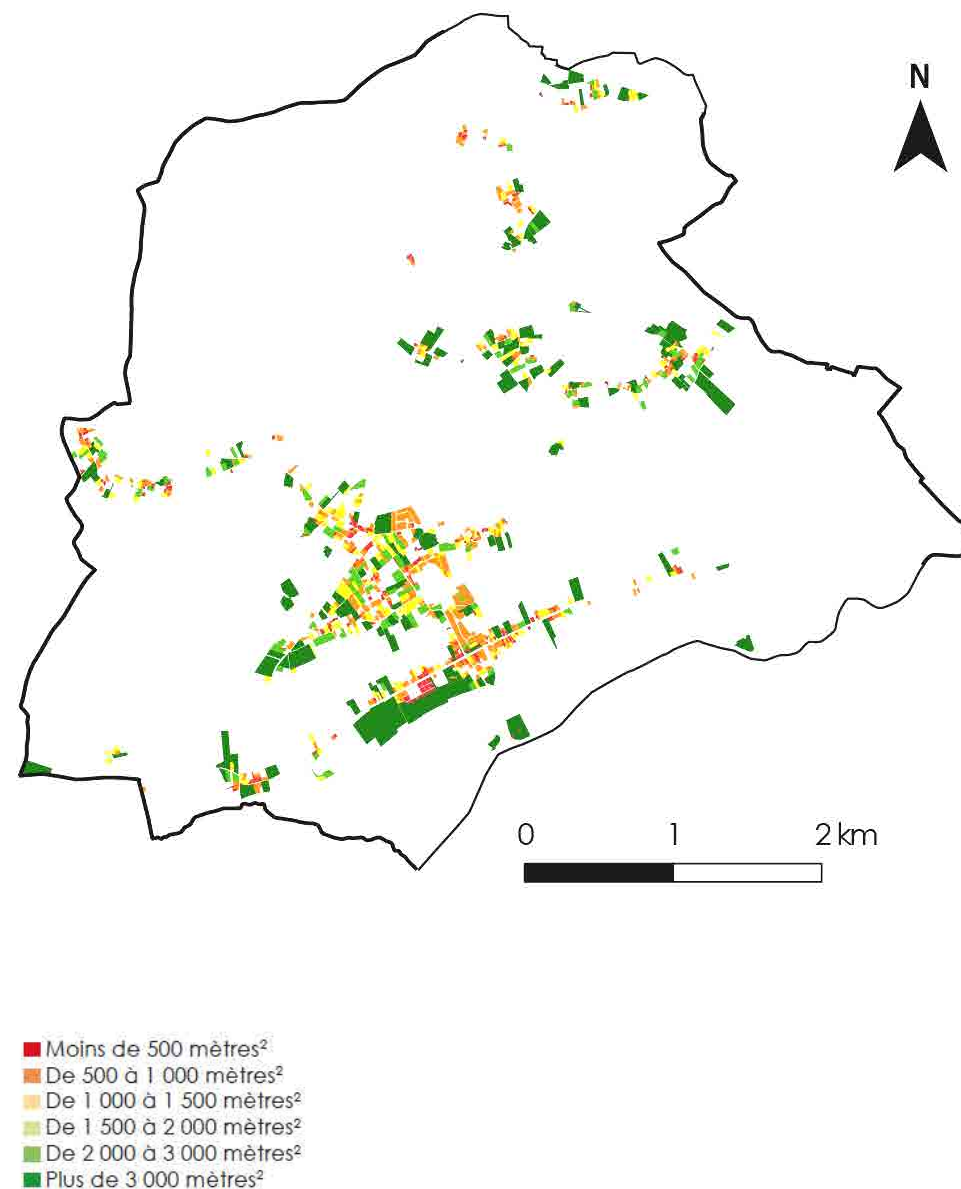 N
0 1 2 km
Moins de 500 mètres²
De 500 à 1 000 mètres²
De 1 000 à 1 500 mètres²
De 1 500 à 2 000 mètres²
De 2 000 à 3 000 mètres²
Plus de 3 000 mètres²